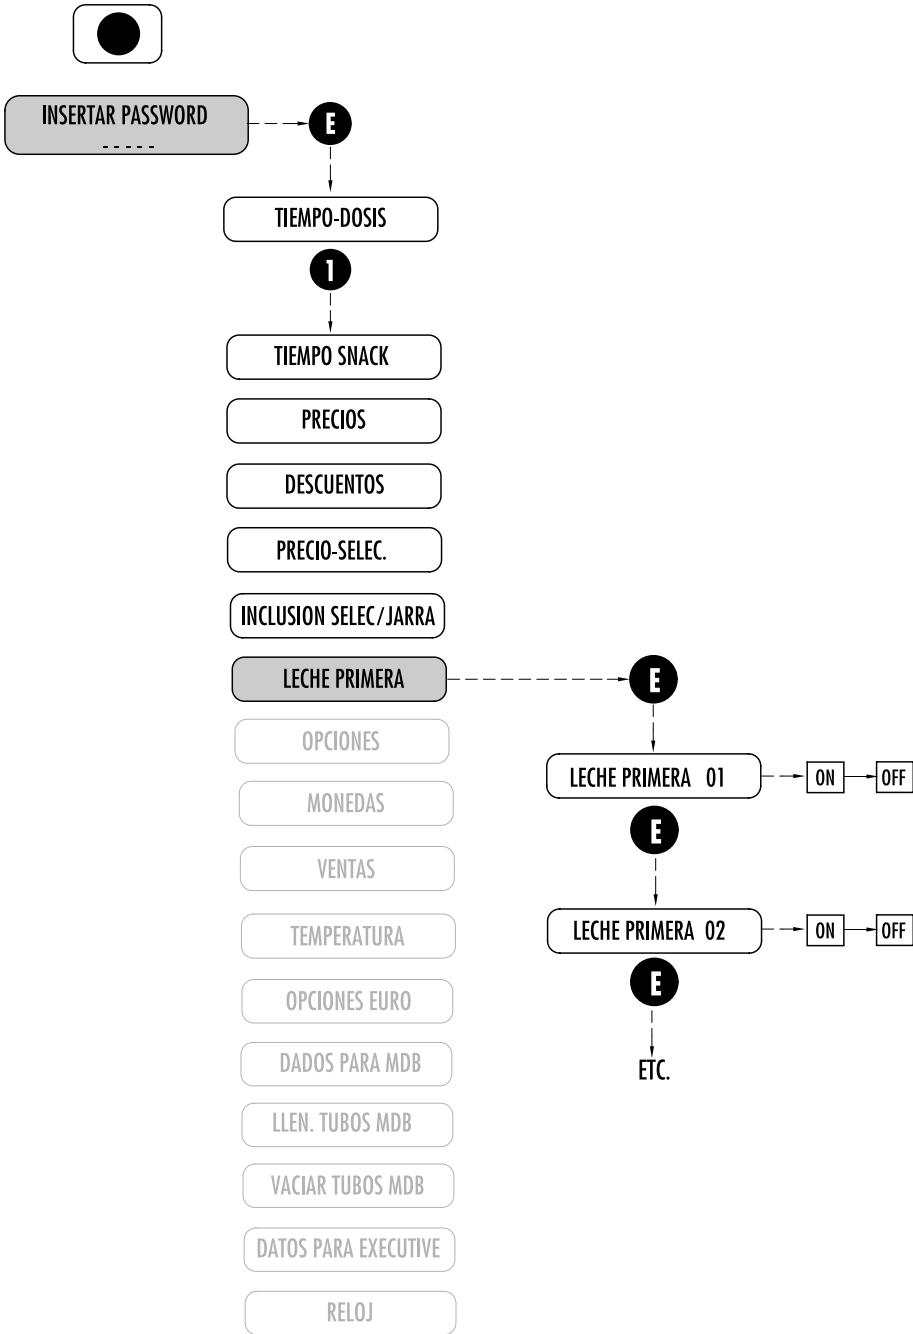 INSERTAR PASSWORD
- - - - -
E
TIEMPO-DOSIS
1
TIEMPO SNACK
PRECIOS
DESCUENTOS
PRECIO-SELEC.
INCLUSION SELEC/JARRA
LECHE PRIMERA
E
OPCIONES
LECHE PRIMERA 01
ON
OFF
MONEDAS
E
VENTAS
LECHE PRIMERA 02
ON
OFF
TEMPERATURA
E
OPCIONES EURO
ETC.
DADOS PARA MDB
LLEN. TUBOS MDB
VACIAR TUBOS MDB
DATOS PARA EXECUTIVE
RELOJ